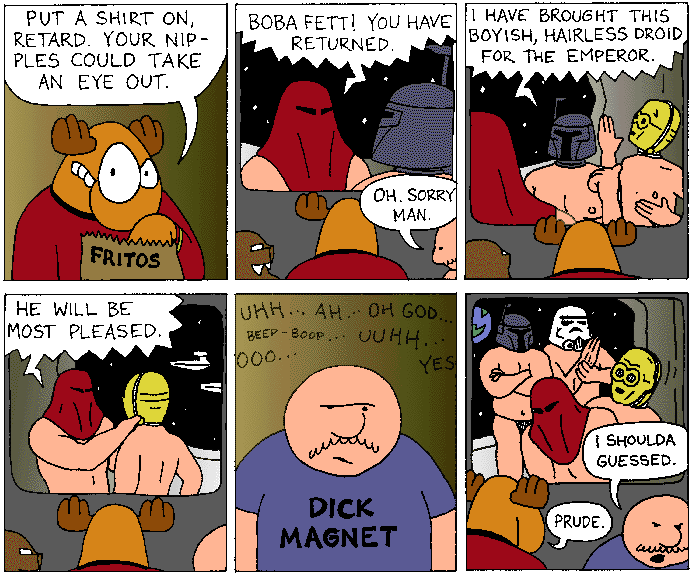 PUT A SHIRT ON,
RETARD. YOUR NIP-
PLES COULD TAKE
AN EYE OUT.
FRITOS
BOBA FETT! YOU HAVE
RETURNED.
OH. SORRY
MAN.
I HAVE BROUGHT THIS
BOYISH, HAIRLESS DROID
FOR THE EMPEROR.
HE WILL BE
MOST PLEASED.
UHH... AH... OH GOD...
BEEP-BOOP... UUHH...
OOO... YES
DICK
MAGNET
I SHOULDA
GUESSED.
PRUDE.